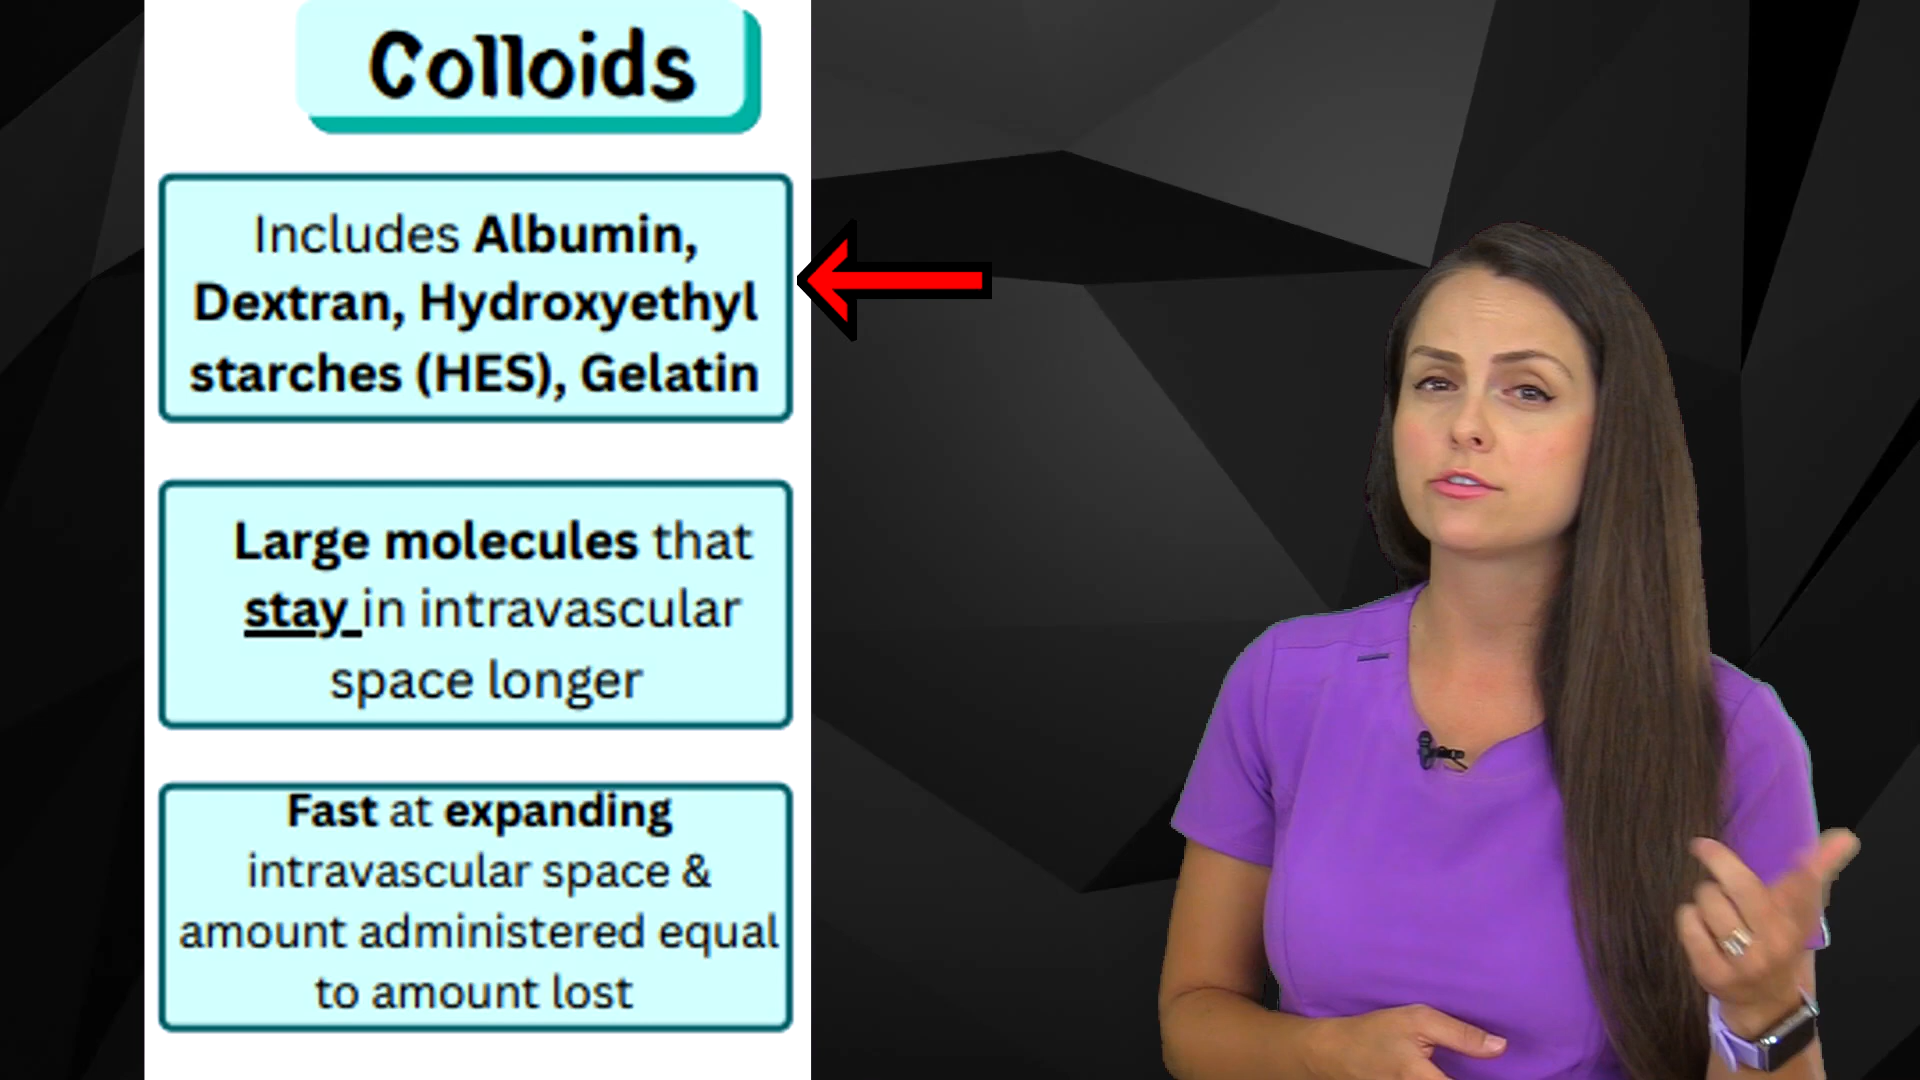 Colloids
Includes Albumin,
Dextran, Hydroxyethyl
starches (HES), Gelatin
Large molecules that
stay in intravascular
space longer
Fast at expanding
intravascular space &
amount administered equal
to amount lost